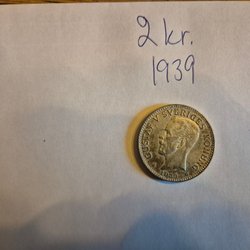 2 kr.
1939
GUSTAF V SVERIGES KONUNG